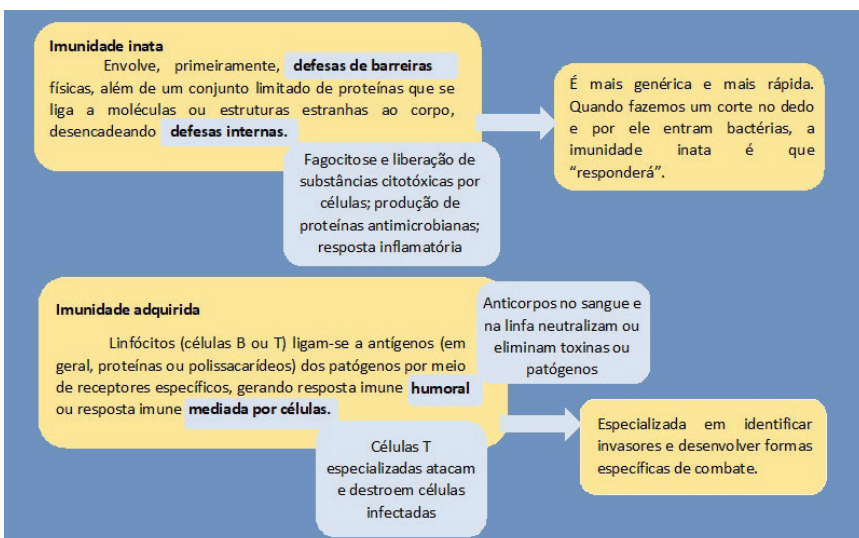 Imunidade inata
Envolve, primeiramente, defesas de barreiras
físicas, além de um conjunto limitado de proteínas que se
liga a moléculas ou estruturas estranhas ao corpo,
desencadeando defesas internas.
É mais genérica e mais rápida.
Quando fazemos um corte no dedo
e por ele entram bactérias, a
imunidade inata é que
“responderá”.
Fagocitose e liberação de
substâncias citotóxicas por
células; produção de
proteínas antimicrobianas;
resposta inflamatória
Imunidade adquirida
Linfócitos (células B ou T) ligam-se a antígenos (em
geral, proteínas ou polissacarídeos) dos patógenos por meio
de receptores específicos, gerando resposta imune humoral
ou resposta imune mediada por células.
Anticorpos no sangue e
na linfa neutralizam ou
eliminam toxinas ou
patógenos
Células T
especializadas atacam
e destroem células
infectadas
Especializada em identificar
invasores e desenvolver formas
específicas de combate.